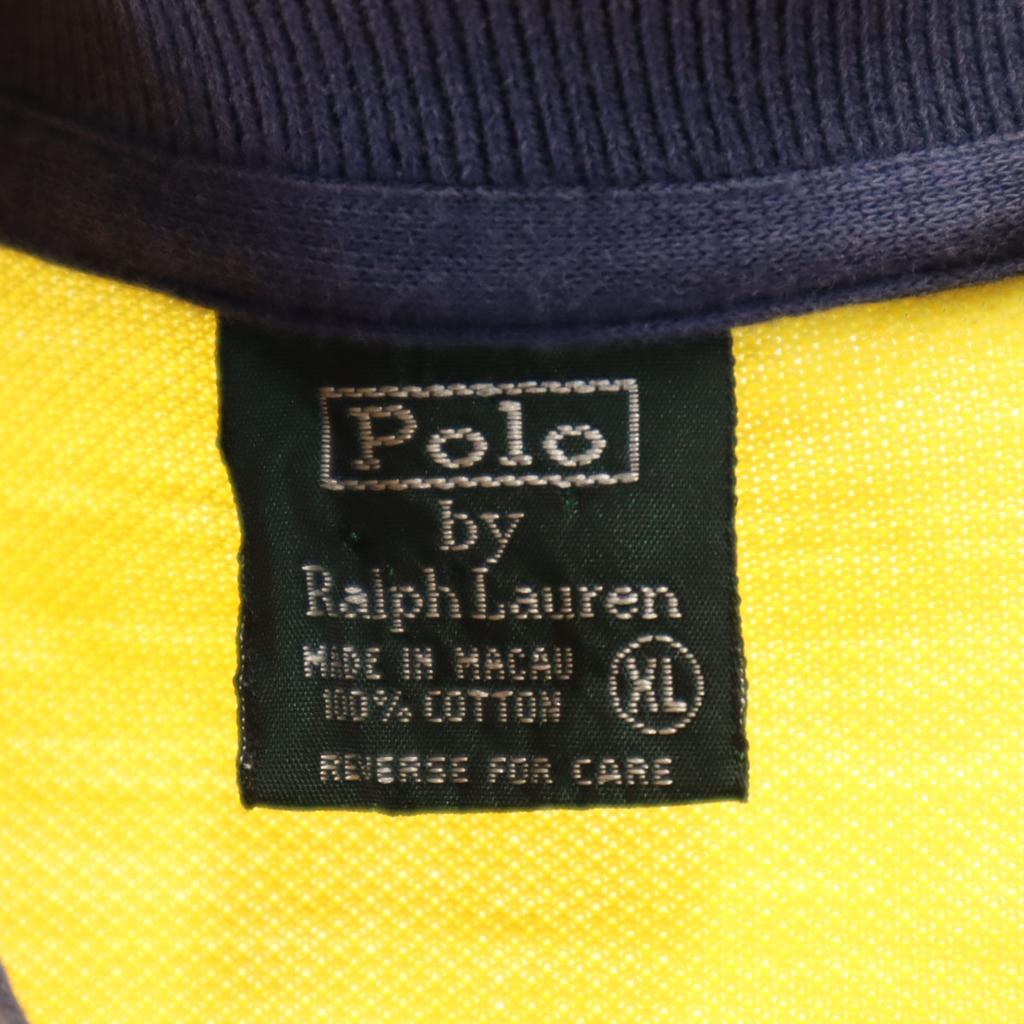 Polo
by
Ralph Lauren
MADE IN MACAU
100% COTTON
XL
REVERSE FOR CARE